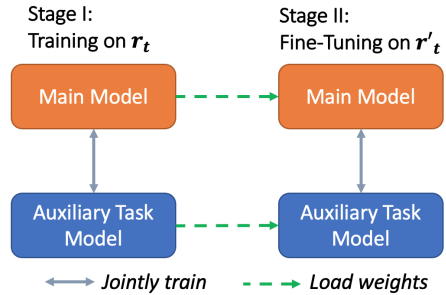 Stage I:
Training on r_t
Stage II:
Fine-Tuning on r'_t
Main Model
Main Model
Auxiliary Task
Model
Auxiliary Task
Model
Jointly train
Load weights